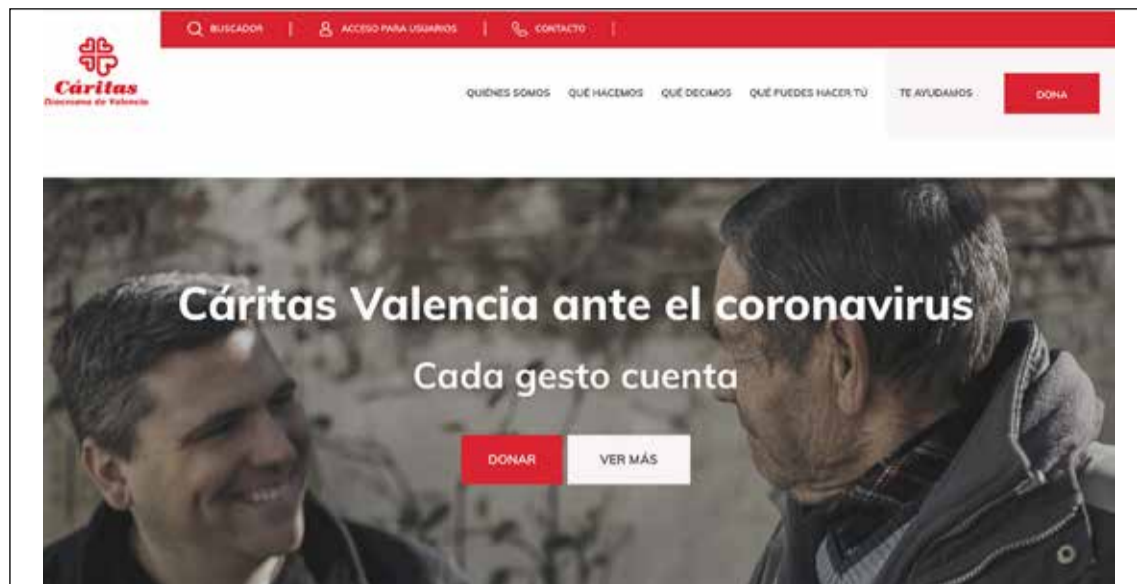 BUSCADOR | ACCESO PARA USUARIOS | CONTACTO |
Cáritas
Diocesana de Valencia
QUIÉNES SOMOS QUÉ HACEMOS QUÉ DECIMOS QUÉ PUEDES HACER TÚ TE AYUDAMOS DONA
Cáritas Valencia ante el coronavirus
Cada gesto cuenta
DONAR VER MÁS